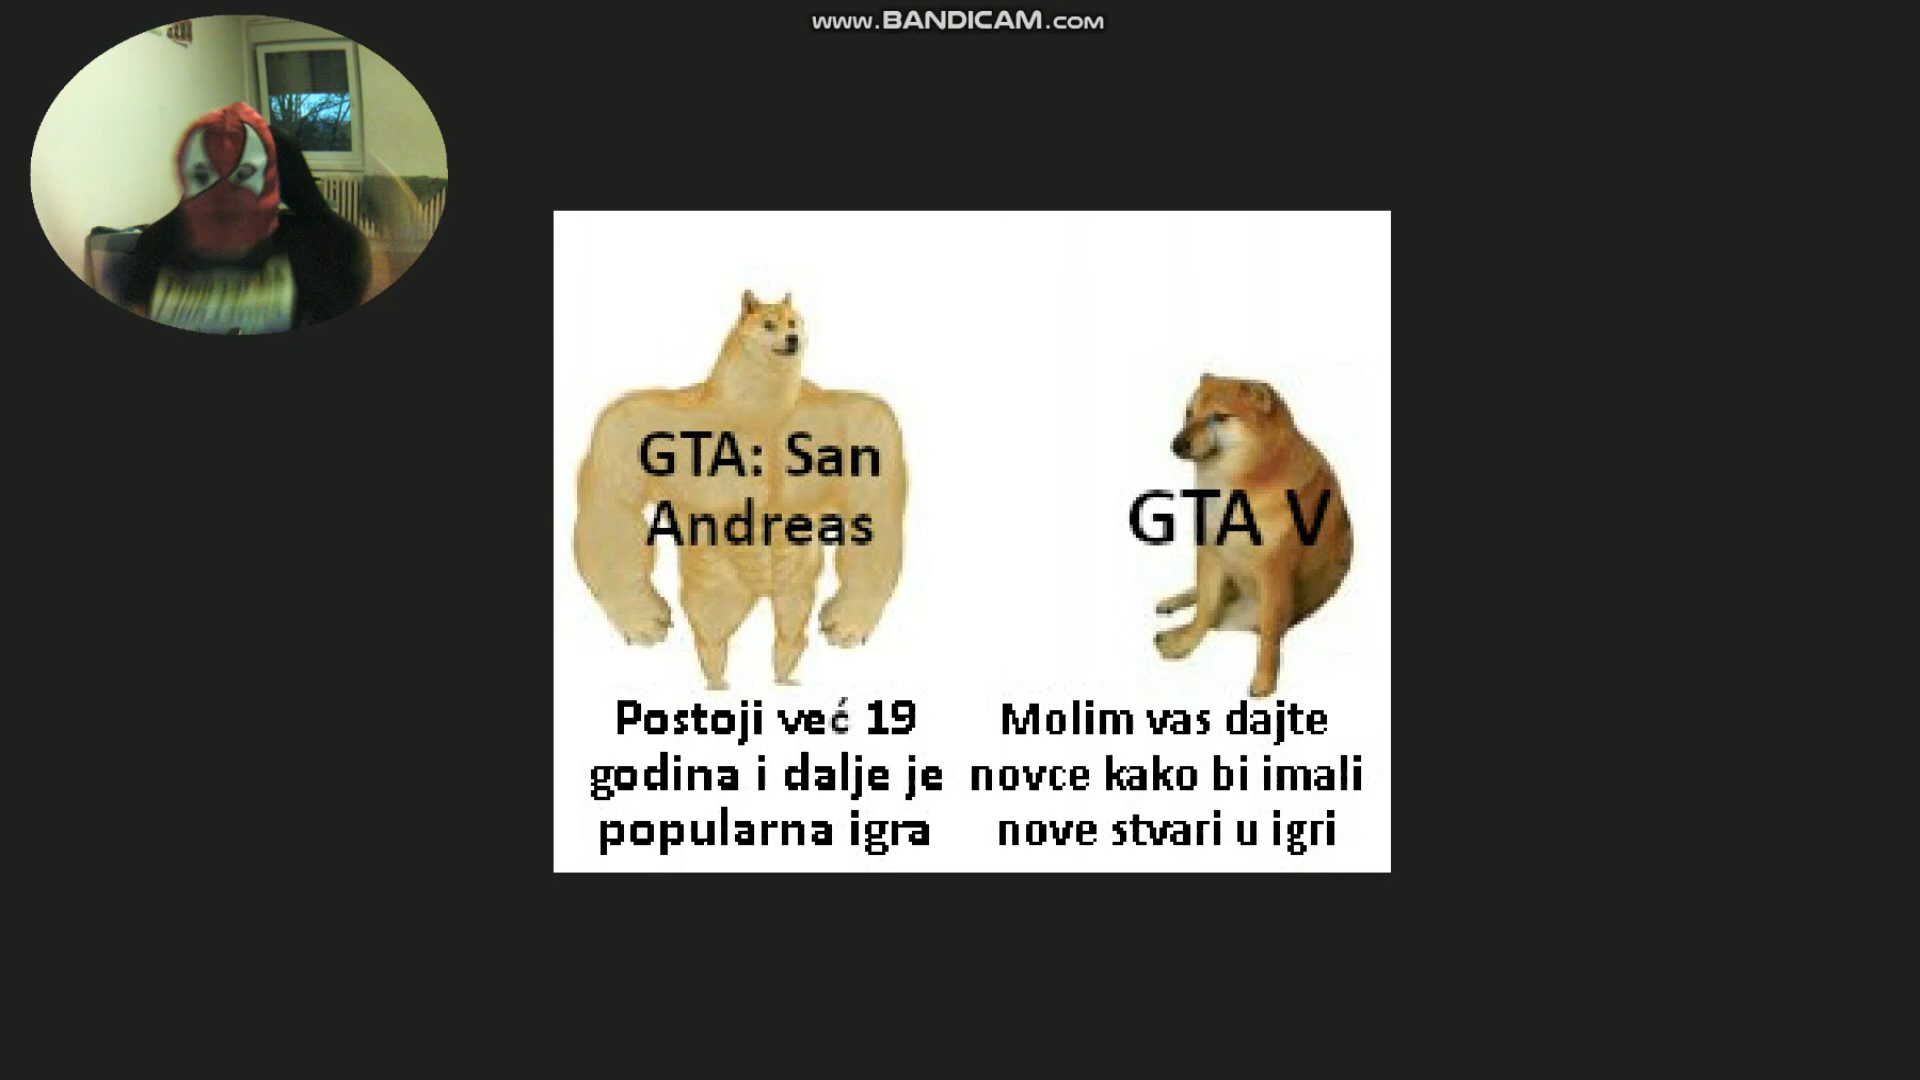 www.BANDICAM.com
GTA: San
Andreas
GTA V
Postoji već 19
godina i dalje je
popularna igra
Molim vas dajte
novce kako bi imali
nove stvari u igri